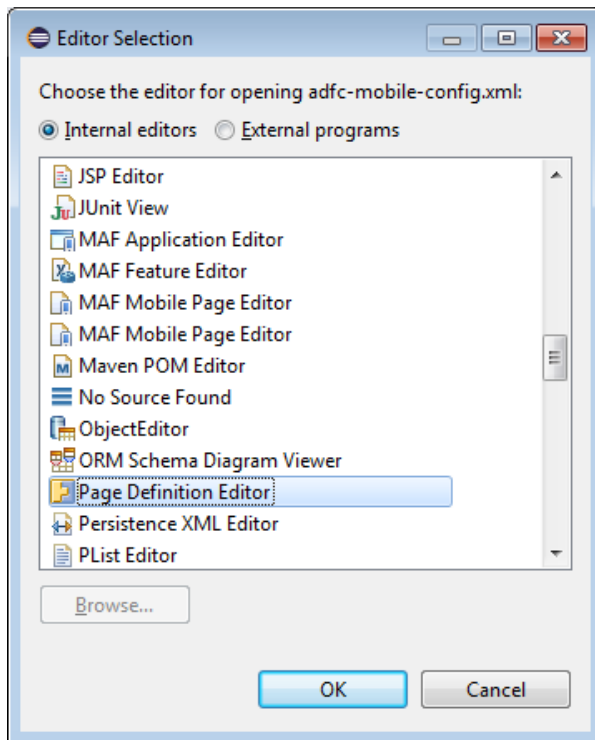 Editor Selection
Choose the editor for opening adfc-mobile-config.xml:
Internal editors External programs
JSP Editor
JUnit View
MAF Application Editor
MAF Feature Editor
MAF Mobile Page Editor
MAF Mobile Page Editor
Maven POM Editor
No Source Found
ObjectEditor
ORM Schema Diagram Viewer
Page Definition Editor
Persistence XML Editor
PList Editor
Browse...
OK Cancel